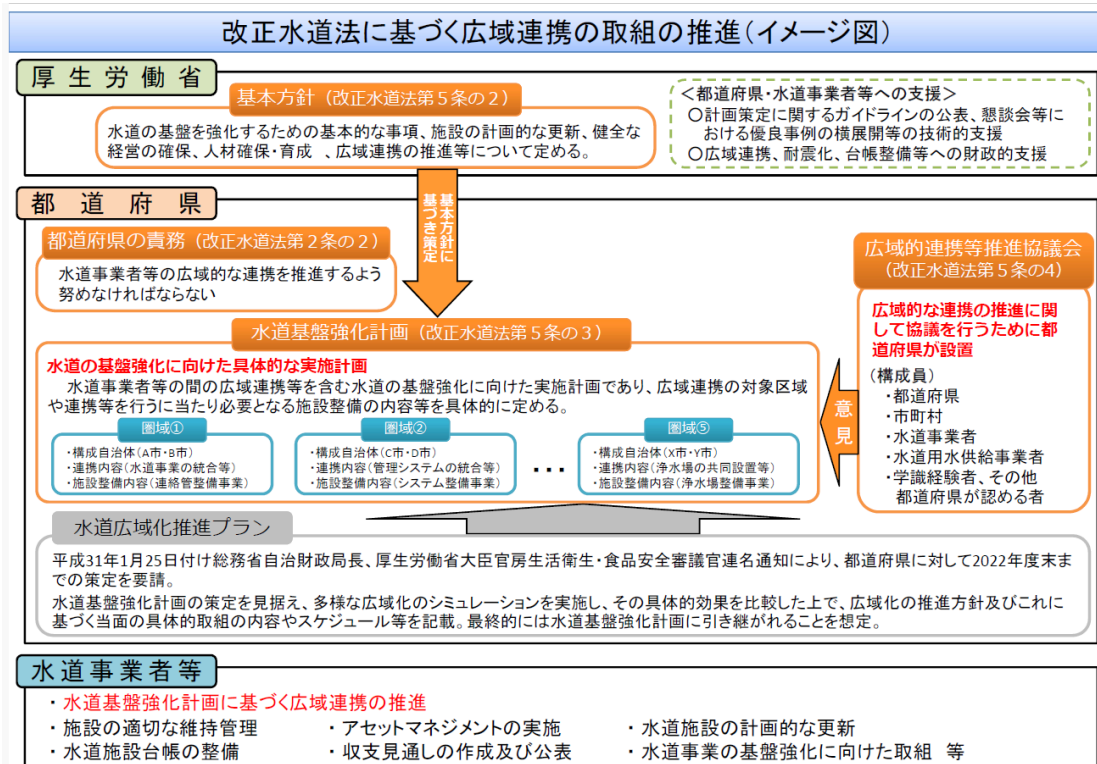 改正水道法に基づく広域連携の取組の推進(イメージ図)
厚生労働省
基本方針(改正水道法第5条の2)
水道の基盤を強化するための基本的な事項、施設の計画的な更新、健全な
経営の確保、人材確保・育成 、広域連携の推進等について定める。
<都道府県・水道事業者等への支援>
○計画策定に関するガイドラインの公表、懇談会等に
おける優良事例の横展開等の技術的支援
○広域連携、耐震化、台帳整備等への財政的支援
都道府県
基本方針に
基づき策定
都道府県の責務(改正水道法第2条の2)
水道事業者等の広域的な連携を推進するよう
努めなければならない
広域的連携等推進協議会
(改正水道法第5条の4)
広域的な連携の推進に関
して協議を行うために都
道府県が設置
(構成員)
・都道府県
・市町村
・水道事業者
・水道用水供給事業者
・学識経験者、その他
都道府県が認める者
意見
水道基盤強化計画(改正水道法第5条の3)
水道の基盤強化に向けた具体的な実施計画
水道事業者等の間の広域連携等を含む水道の基盤強化に向けた実施計画であり、広域連携の対象区域
や連携等を行うに当たり必要となる施設整備の内容等を具体的に定める。
圏域①
・構成自治体(A市・B市)
・連携内容(水道事業の統合等)
・施設整備内容(連絡管整備事業)
圏域②
・構成自治体(C市・D市)
・連携内容(管理システムの統合等)
・施設整備内容(システム整備事業)
・・・
圏域⑤
・構成自治体(X市・Y市)
・連携内容(浄水場の共同設置等)
・施設整備内容(浄水場整備事業)
水道広域化推進プラン
平成31年1月25日付け総務省自治財政局長、厚生労働省大臣官房生活衛生・食品安全審議官連名通知により、都道府県に対して2022年度末ま
での策定を要請。
水道基盤強化計画の策定を見据え、多様な広域化のシミュレーションを実施し、その具体的効果を比較した上で、広域化の推進方針及びこれに
基づく当面の具体的取組の内容やスケジュール等を記載。最終的には水道基盤強化計画に引き継がれることを想定。
水道事業者等
・水道基盤強化計画に基づく広域連携の推進
・施設の適切な維持管理 ・アセットマネジメントの実施 ・水道施設の計画的な更新
・水道施設台帳の整備 ・収支見通しの作成及び公表 ・水道事業の基盤強化に向けた取組 等